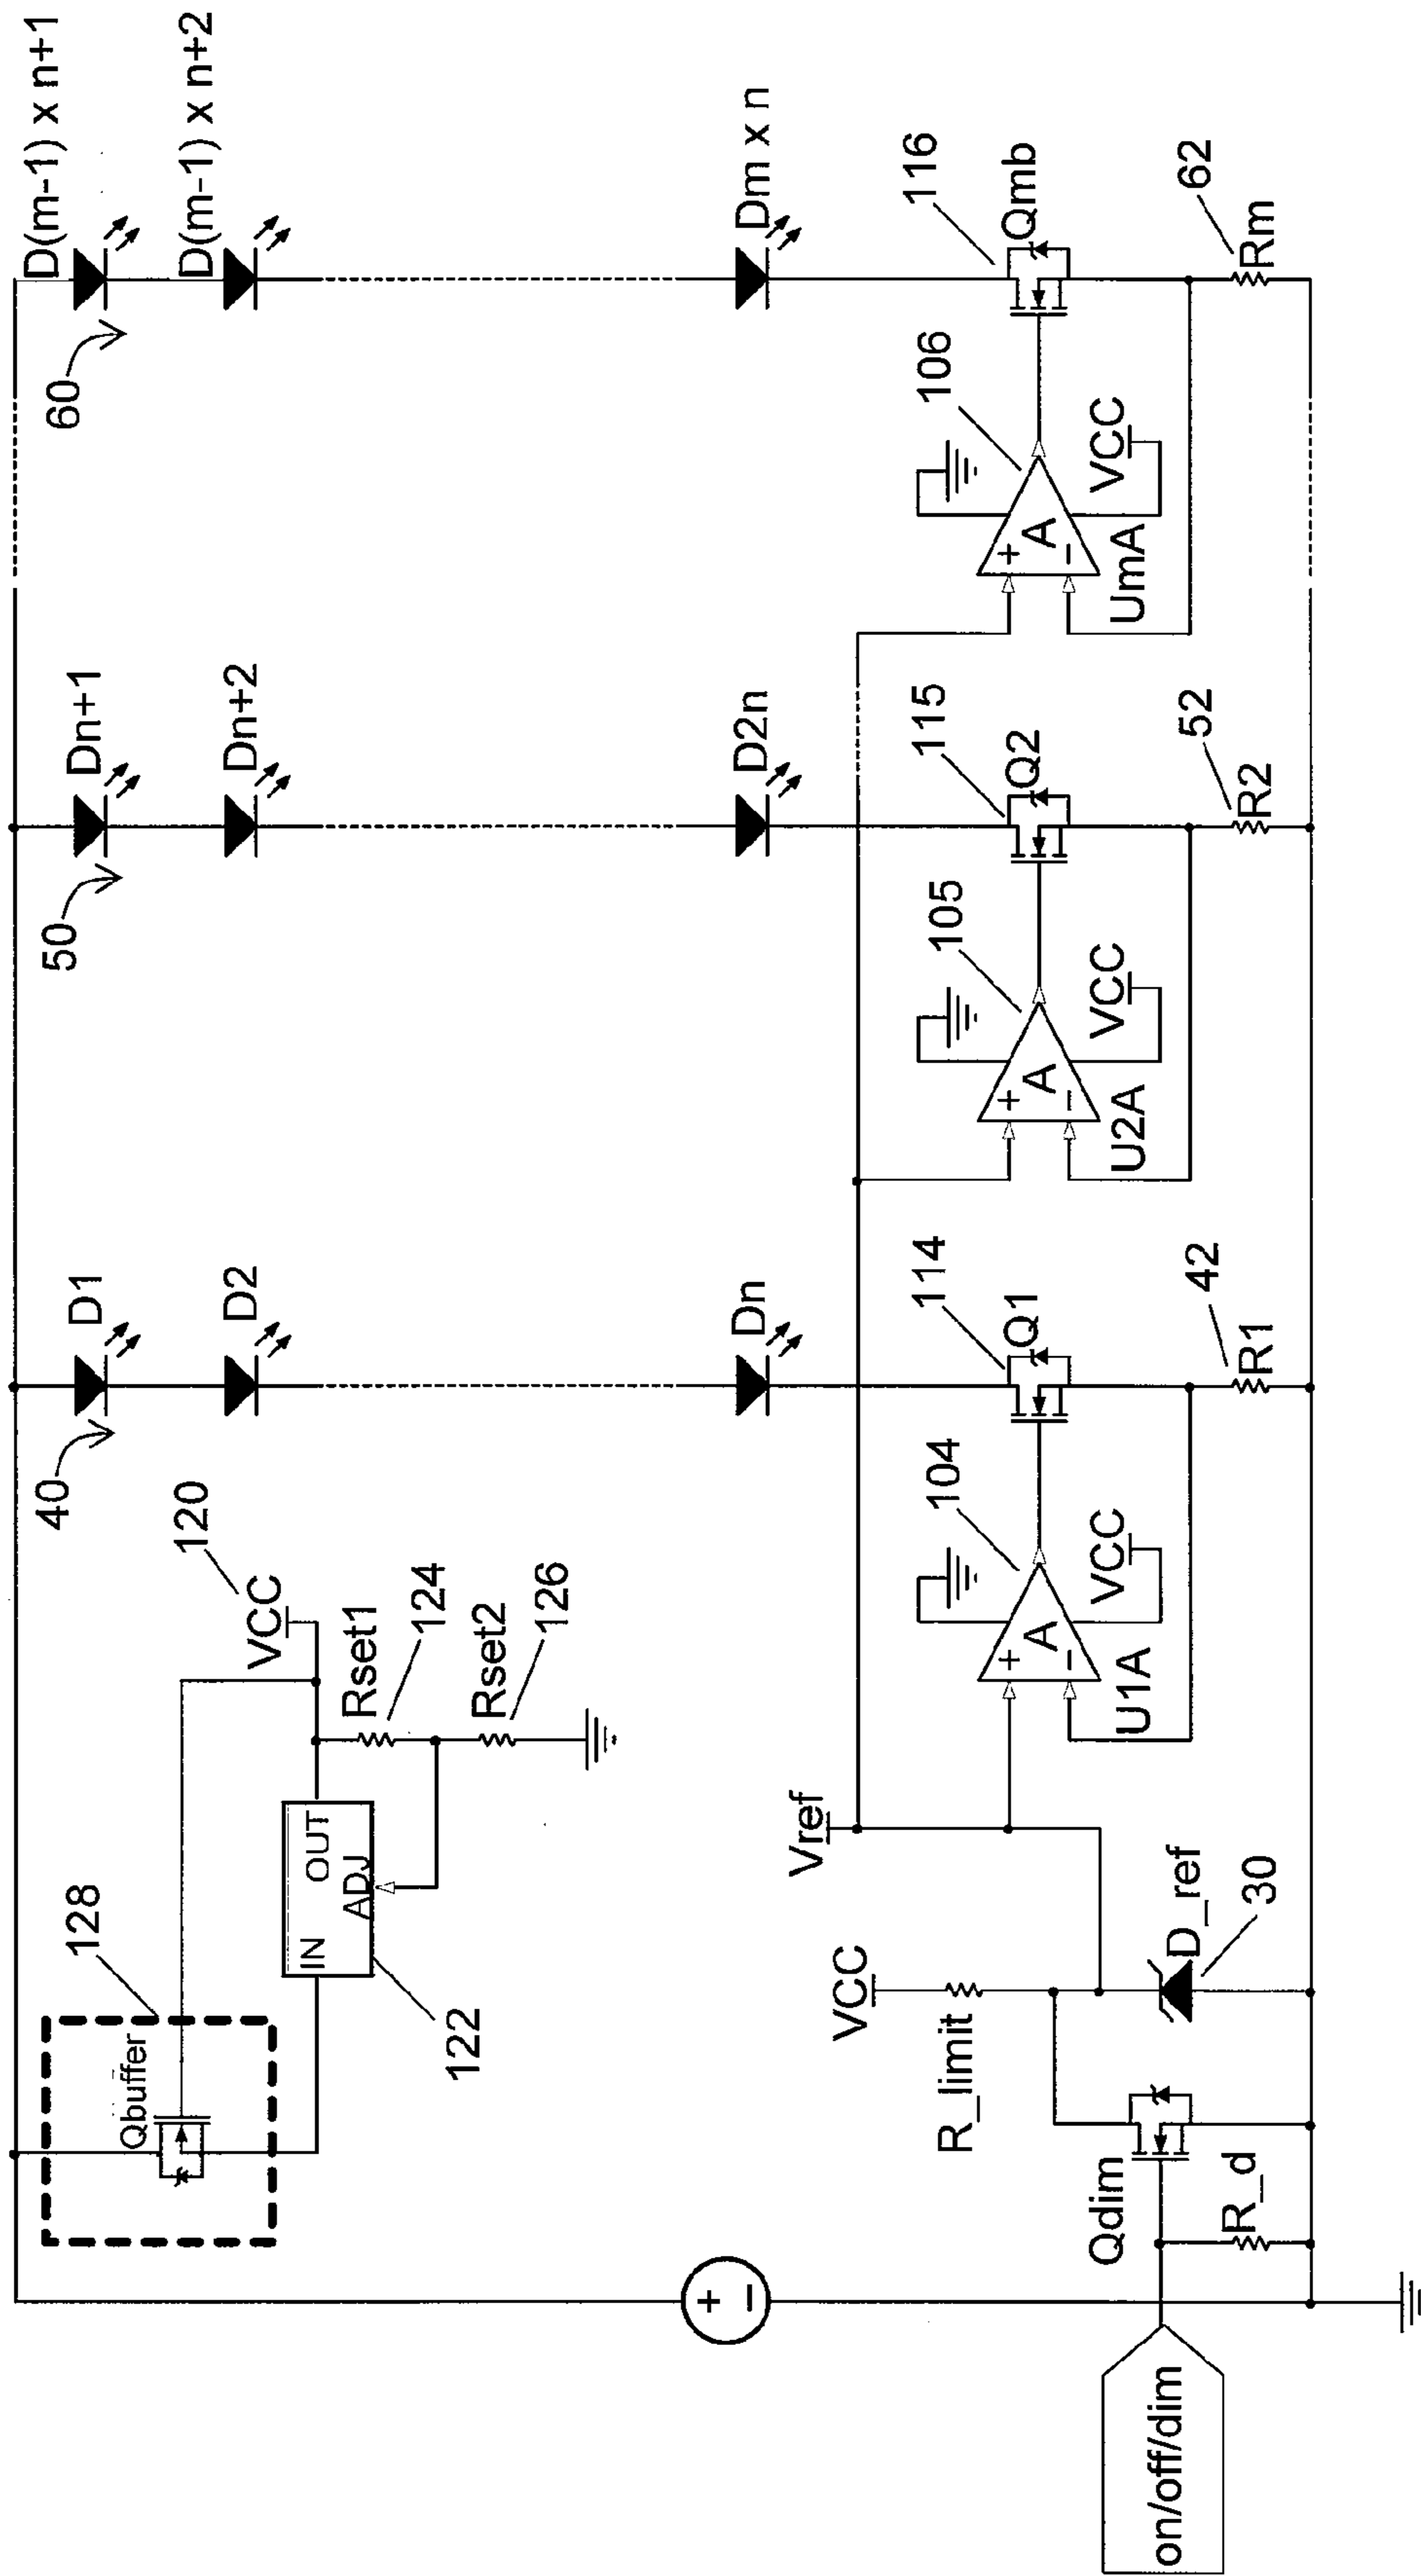 D1
D2
Dn
40
Dn+1
Dn+2
D2n
50
D(m-1) x n+1
D(m-1) x n+2
Dm x n
60
128
Qbuffer
120
VCC
IN
OUT
ADJ
122
Rset1
124
Rset2
126
+
−
on/off/dim
Qdim
R_d
VCC
R_limit
D_ref
30
Vref
104
+
−
A
U1A
VCC
114
Q1
42
R1
105
+
−
A
U2A
VCC
115
Q2
52
R2
106
+
−
A
UmA
VCC
116
Qmb
62
Rm